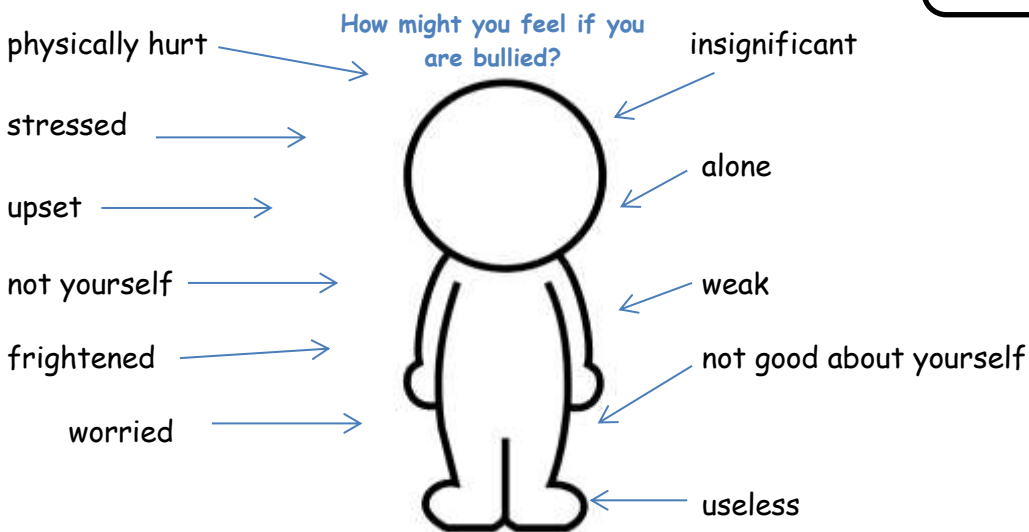 How might you feel if you
are bullied?
physically hurt
stressed
upset
not yourself
frightened
worried
insignificant
alone
weak
not good about yourself
useless